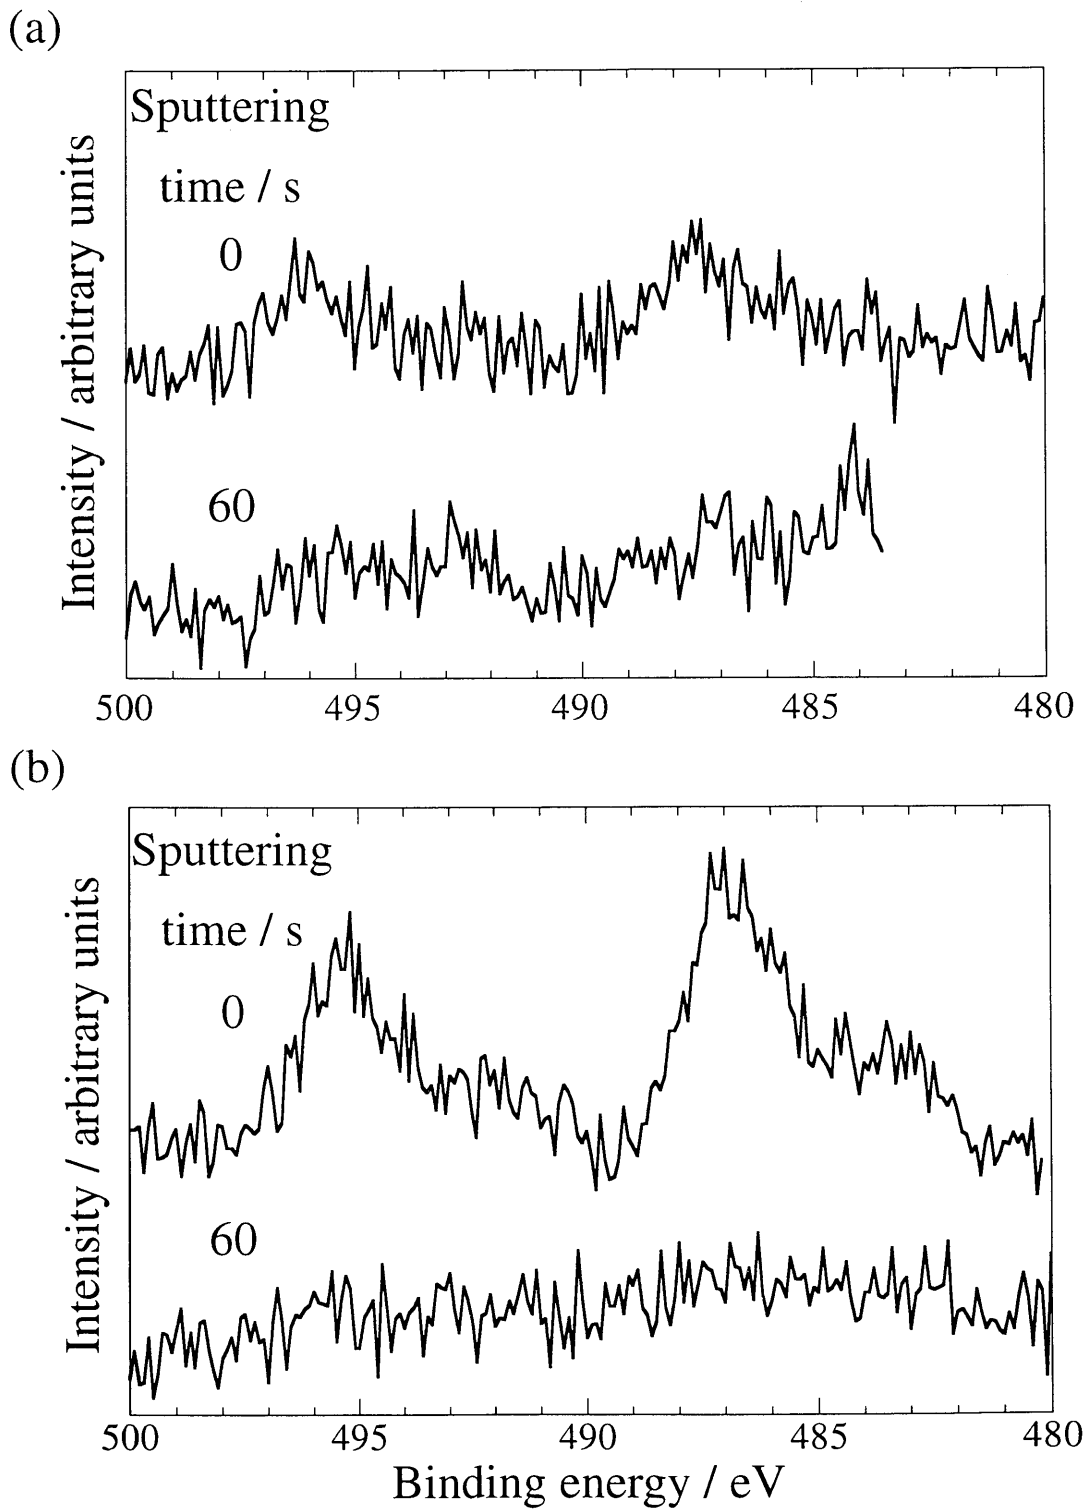 (a)
Sputtering
time / s
0
60
Intensity / arbitrary units
500 495 490 485 480
(b)
Sputtering
time / s
0
60
Intensity / arbitrary units
500 495 490 485 480
Binding energy / eV